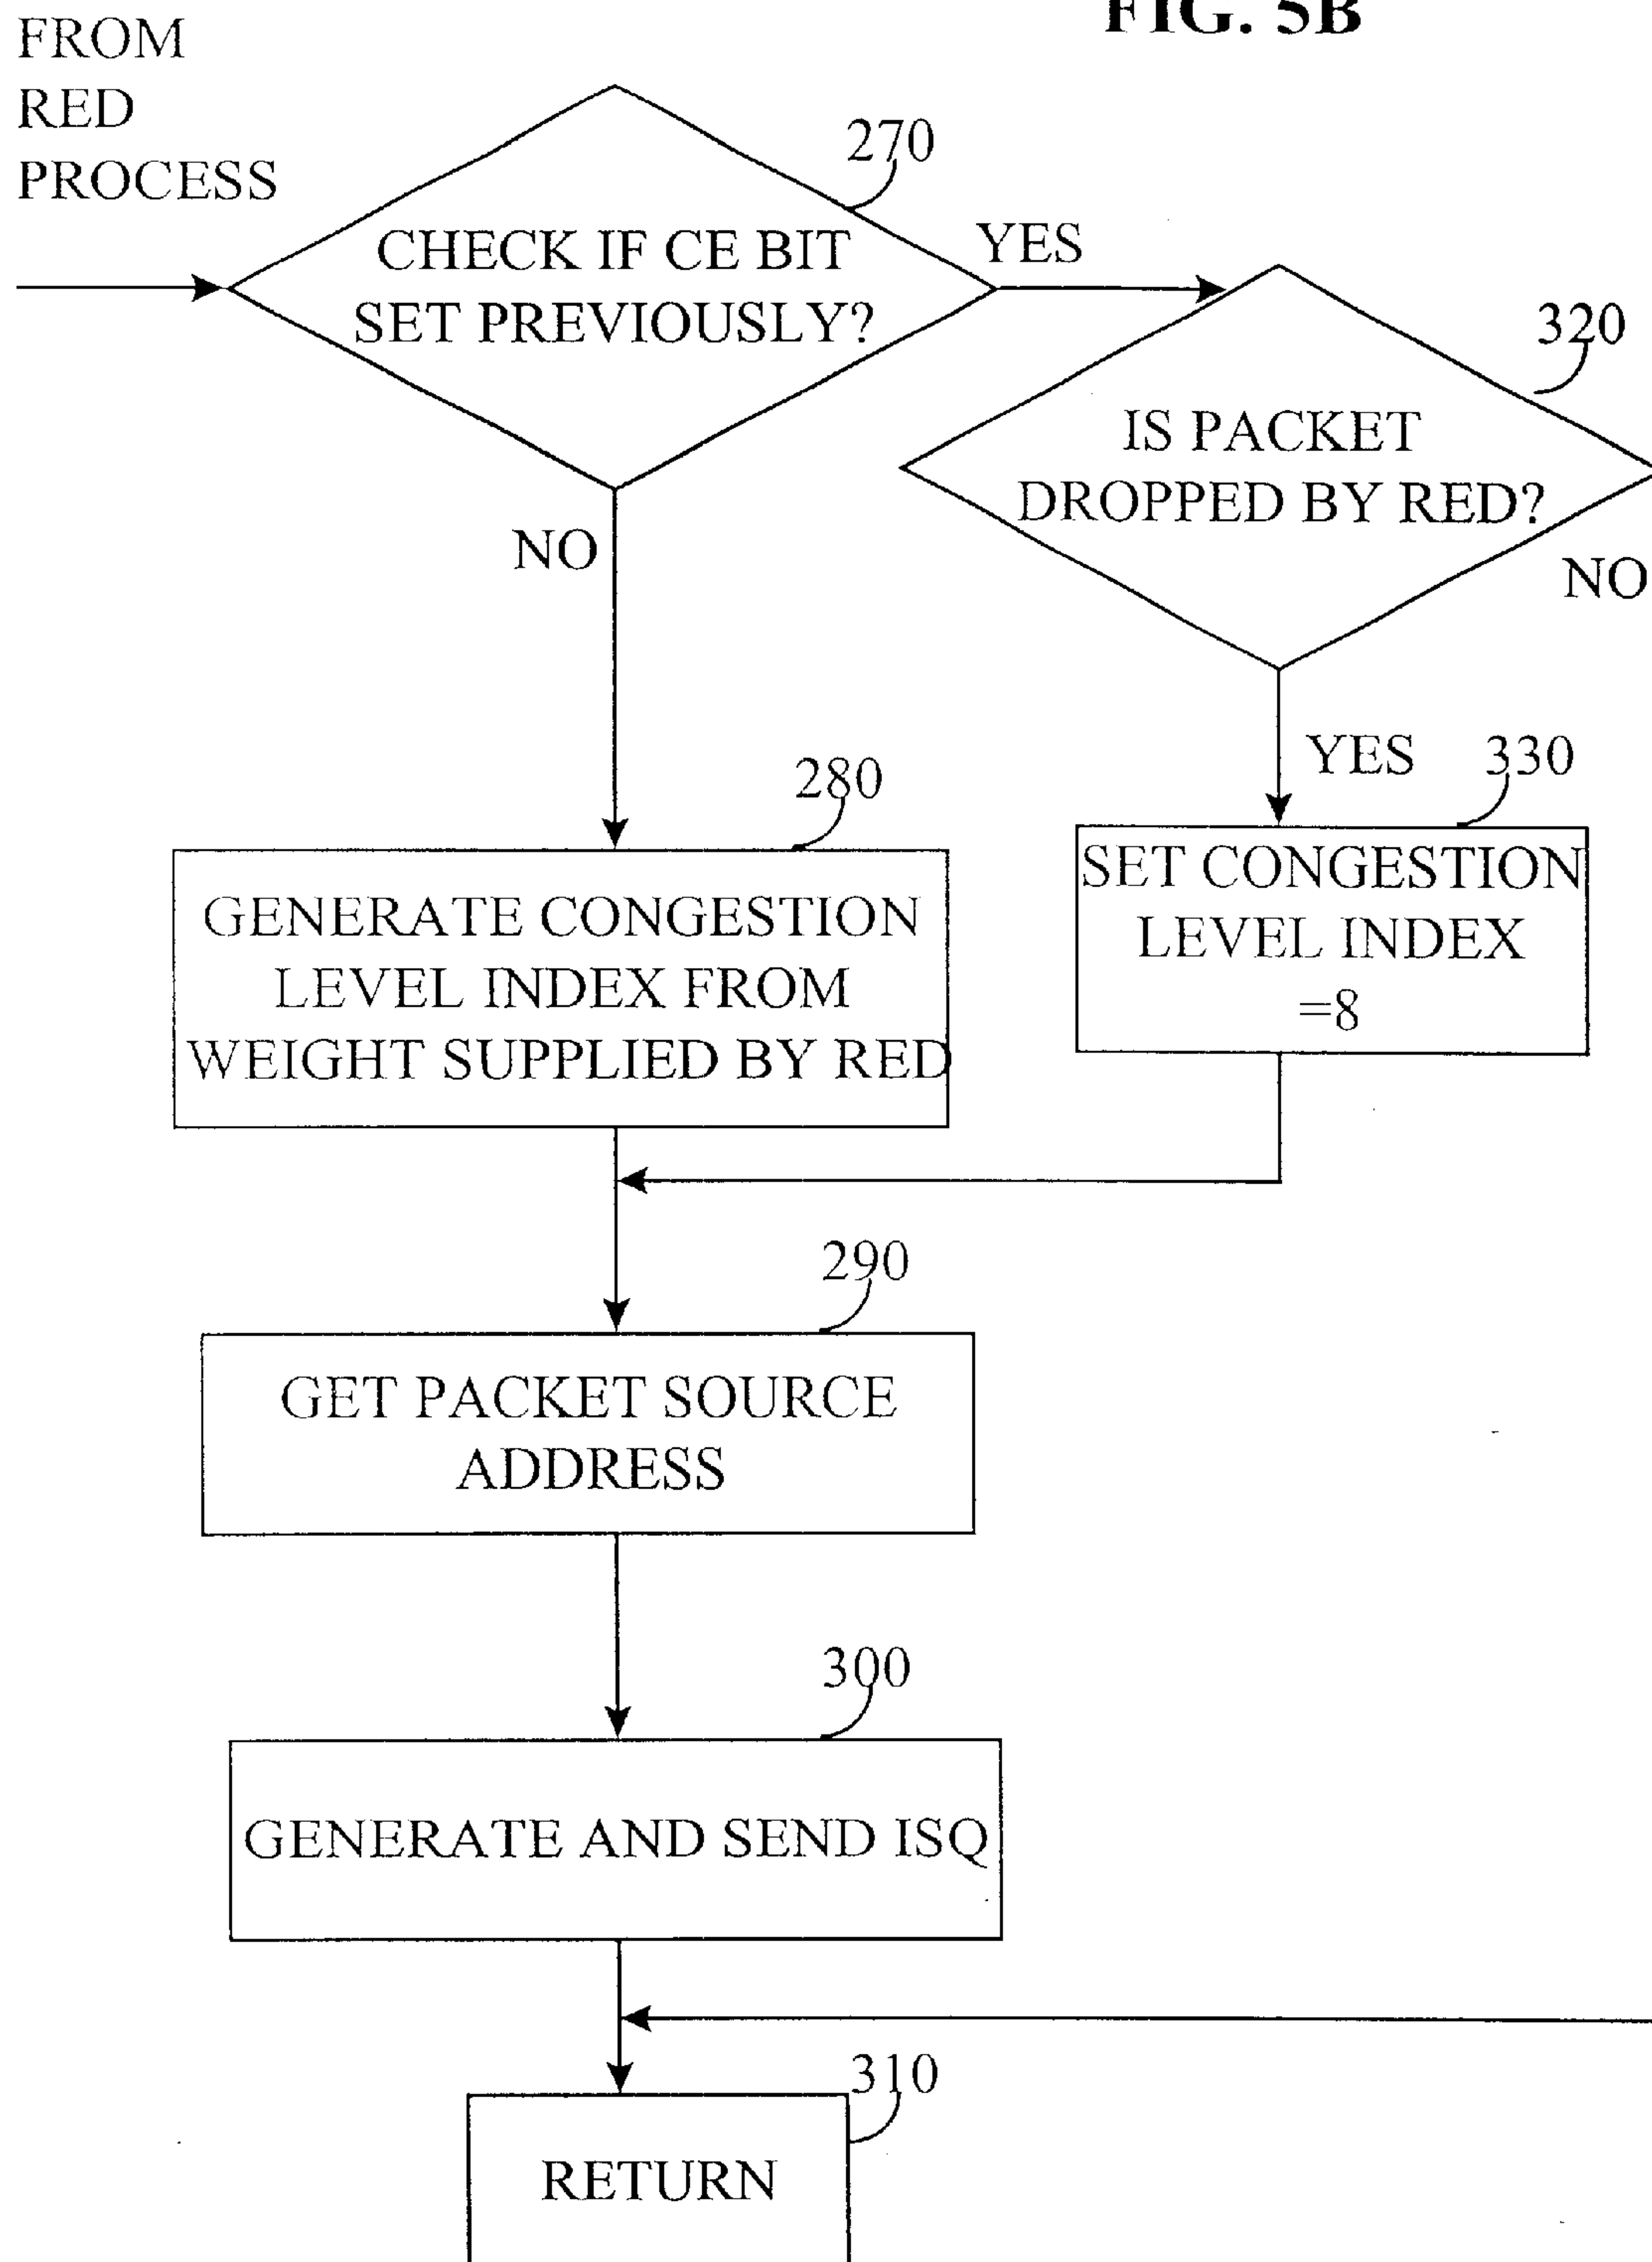 FIG. 5B
FROM
RED
PROCESS
270
CHECK IF CE BIT
SET PREVIOUSLY?
YES
320
IS PACKET
DROPPED BY RED?
NO
NO
YES
330
SET CONGESTION
LEVEL INDEX
=8
280
GENERATE CONGESTION
LEVEL INDEX FROM
WEIGHT SUPPLIED BY RED
290
GET PACKET SOURCE
ADDRESS
300
GENERATE AND SEND ISQ
310
RETURN